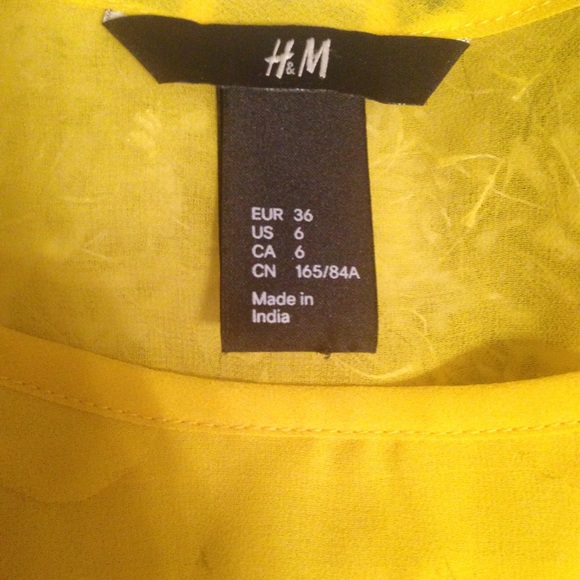 H&M
EUR 36
US 6
CA 6
CN 165/84A
Made in
India